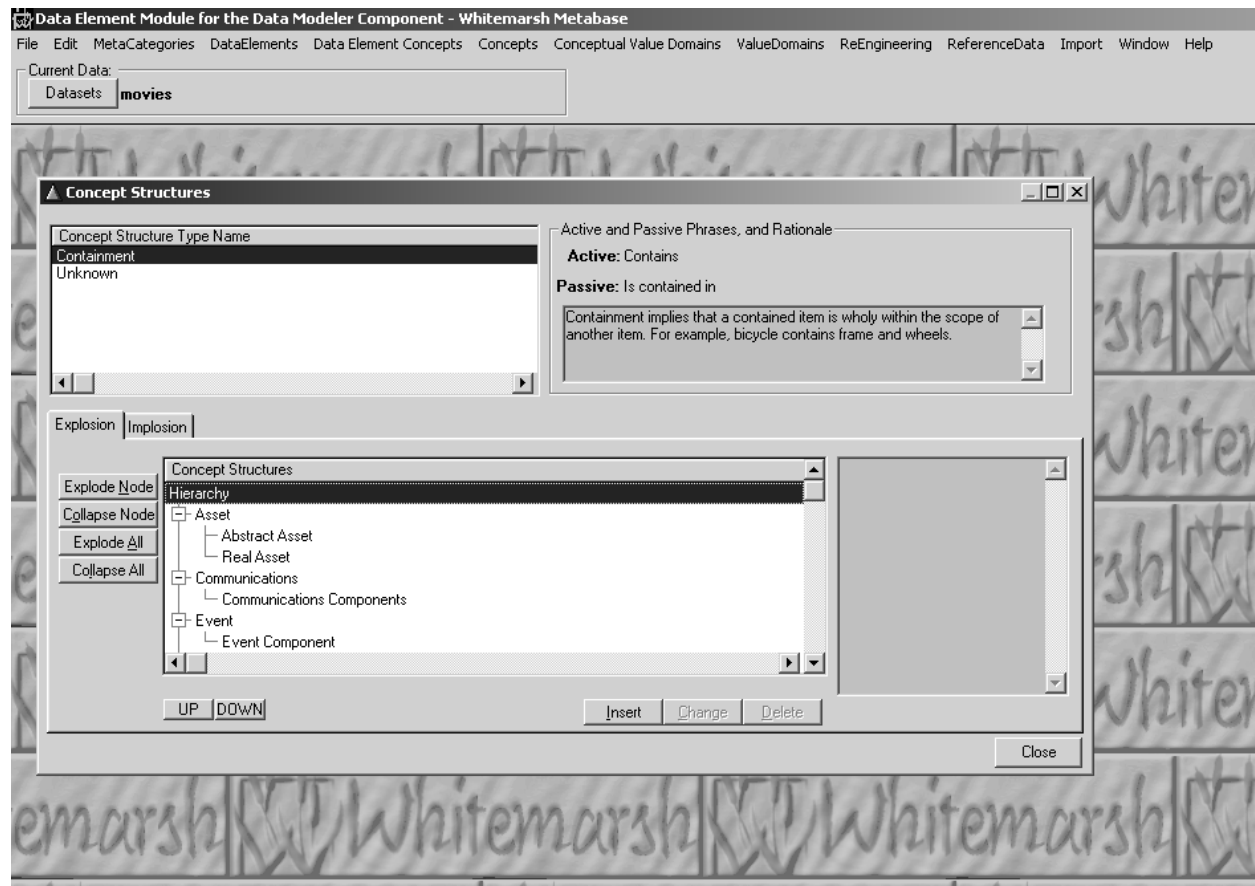 Data Element Module for the Data Modeler Component - Whitemarsh Metabase
File Edit MetaCategories DataElements Data Element Concepts Concepts Conceptual Value Domains ValueDomains ReEngineering ReferenceData Import Window Help
Current Data:
Datasets movies
Concept Structures
Concept Structure Type Name
Containment
Unknown
Active and Passive Phrases, and Rationale
Active: Contains
Passive: Is contained in
Containment implies that a contained item is wholy within the scope of
another item. For example, bicycle contains frame and wheels.
Explosion Implosion
Explode Node
Collapse Node
Explode All
Collapse All
Concept Structures
Hierarchy
Asset
Abstract Asset
Real Asset
Communications
Communications Components
Event
Event Component
UP DOWN
Insert Change Delete
Close
Whitemarsh
Whitemarsh